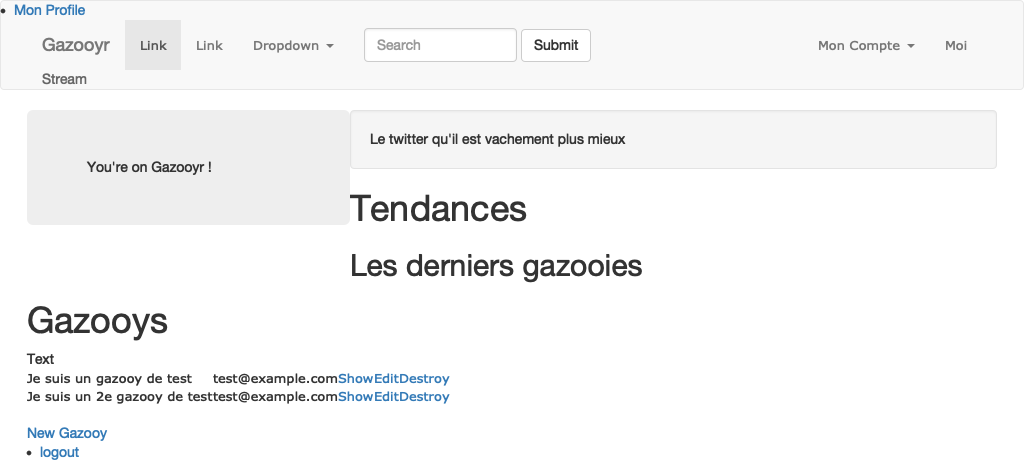 Mon Profile
Gazooyr Link Link Dropdown Search Submit Mon Compte Moi
Stream
You're on Gazooyr !
Le twitter qu'il est vachement plus mieux
Tendances
Les derniers gazooies
Gazooys
Text
Je suis un gazooy de test test@example.comShowEditDestroy
Je suis un 2e gazooy de testtest@example.comShowEditDestroy
New Gazooy
logout